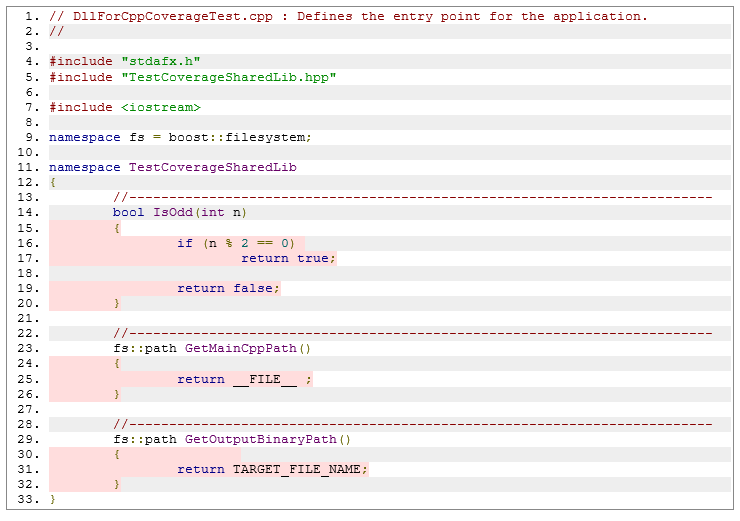 1. // DllForCppCoverageTest.cpp : Defines the entry point for the application.
2. //
3.
4. #include "stdafx.h"
5. #include "TestCoverageSharedLib.hpp"
6.
7. #include <iostream>
8.
9. namespace fs = boost::filesystem;
10.
11. namespace TestCoverageSharedLib
12. {
13.         //-------------------------------------------------------------------------
14.         bool IsOdd(int n)
15.         {
16.                 if (n % 2 == 0)
17.                         return true;
18.
19.                 return false;
20.         }
21.
22.         //-------------------------------------------------------------------------
23.         fs::path GetMainCppPath()
24.         {
25.                 return __FILE__ ;
26.         }
27.
28.         //-------------------------------------------------------------------------
29.         fs::path GetOutputBinaryPath()
30.         {
31.                 return TARGET_FILE_NAME;
32.         }
33. }